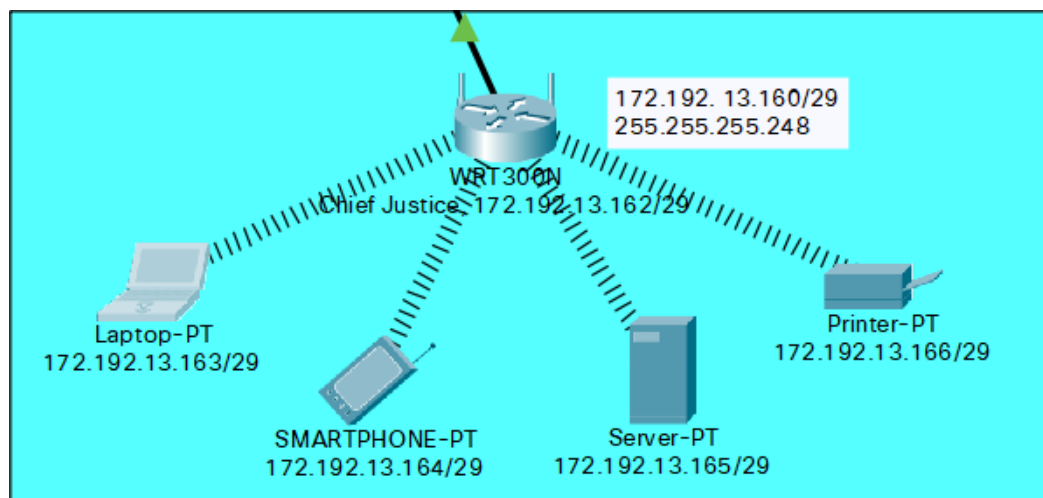 172.192. 13.160/29
255.255.255.248
WRT300N
Chief Justice, 172.192.13.162/29
Laptop-PT
172.192.13.163/29
SMARTPHONE-PT
172.192.13.164/29
Server-PT
172.192.13.165/29
Printer-PT
172.192.13.166/29